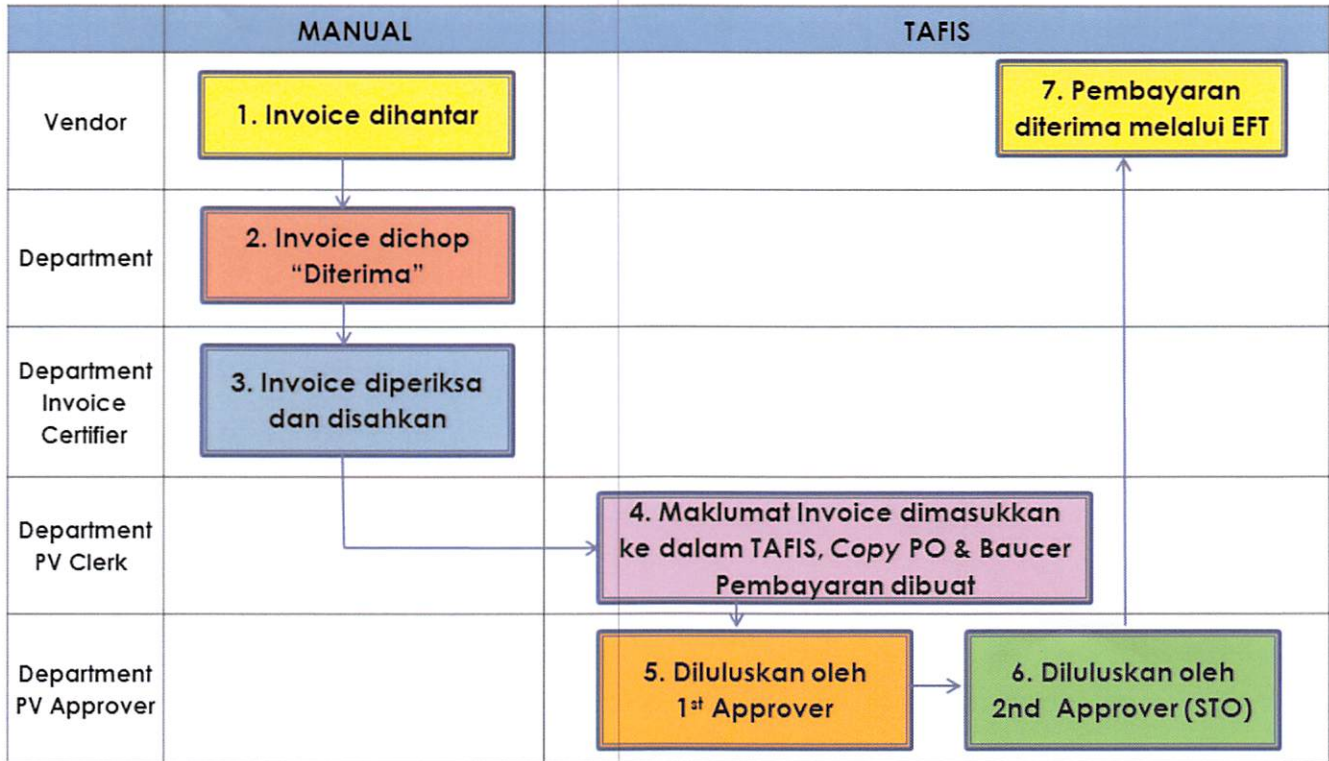 MANUAL
TAFIS
Vendor
1. Invoice dihantar
7. Pembayaran
diterima melalui EFT
Department
2. Invoice dichop
“Diterima”
Department
Invoice
Certifier
3. Invoice diperiksa
dan disahkan
Department
PV Clerk
4. Maklumat Invoice dimasukkan
ke dalam TAFIS, Copy PO & Baucer
Pembayaran dibuat
Department
PV Approver
5. Diluluskan oleh
1st Approver
6. Diluluskan oleh
2nd Approver (STO)